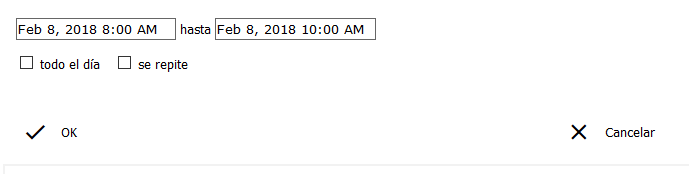 Feb 8, 2018 8:00 AM hasta Feb 8, 2018 10:00 AM
todo el día se repite
OK Cancelar